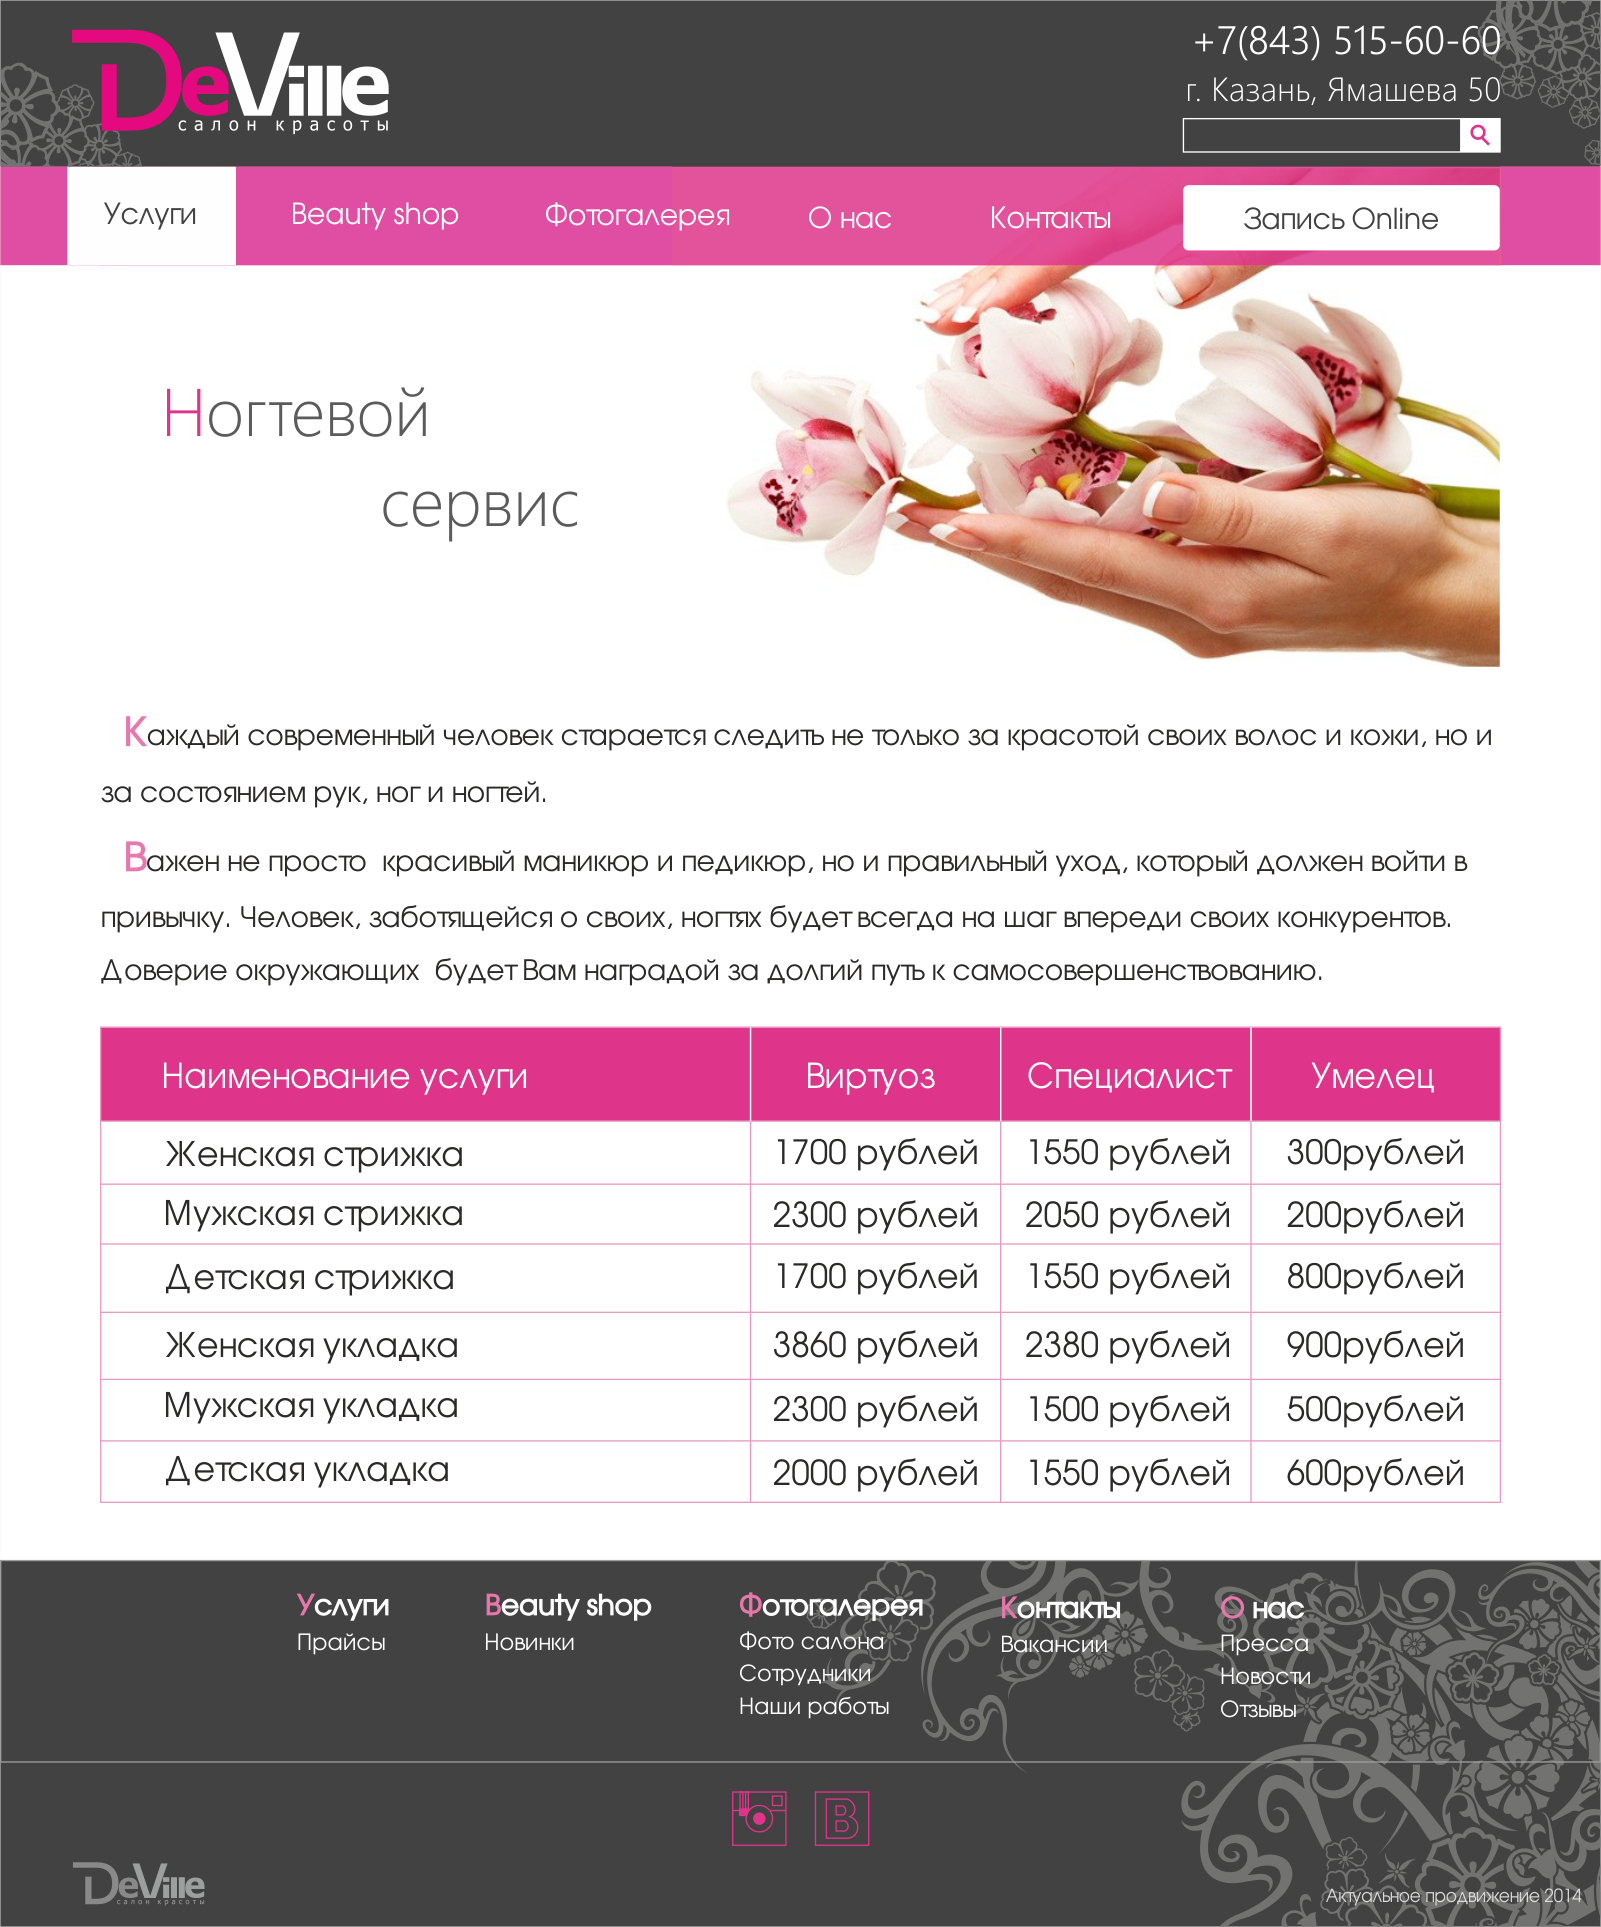 DeVille
салон красоты
+7(843) 515-60-60
г. Казань, Ямашева 50
Услуги Beauty shop Фотогалерея О нас Контакты Запись Online
Ногтевой
сервис
Каждый современный человек старается следить не только за красотой своих волос и кожи, но и
за состоянием рук, ног и ногтей.
Важен не просто  красивый маникюр и педикюр, но и правильный уход, который должен войти в
привычку. Человек, заботящейся о своих, ногтях будет всегда на шаг впереди своих конкурентов.
Доверие окружающих  будет Вам наградой за долгий путь к самосовершенствованию.
Наименование услуги Виртуоз Специалист Умелец
Женская стрижка 1700 рублей 1550 рублей 300рублей
Мужская стрижка 2300 рублей 2050 рублей 200рублей
Детская стрижка 1700 рублей 1550 рублей 800рублей
Женская укладка 3860 рублей 2380 рублей 900рублей
Мужская укладка 2300 рублей 1500 рублей 500рублей
Детская укладка 2000 рублей 1550 рублей 600рублей
Услуги Beauty shop Фотогалерея Контакты О нас
Прайсы Новинки Фото салона Вакансии Пресса
Сотрудники Новости
Наши работы Отзывы
В
DeVille
салон красоты
Актуальное продвижение 2014